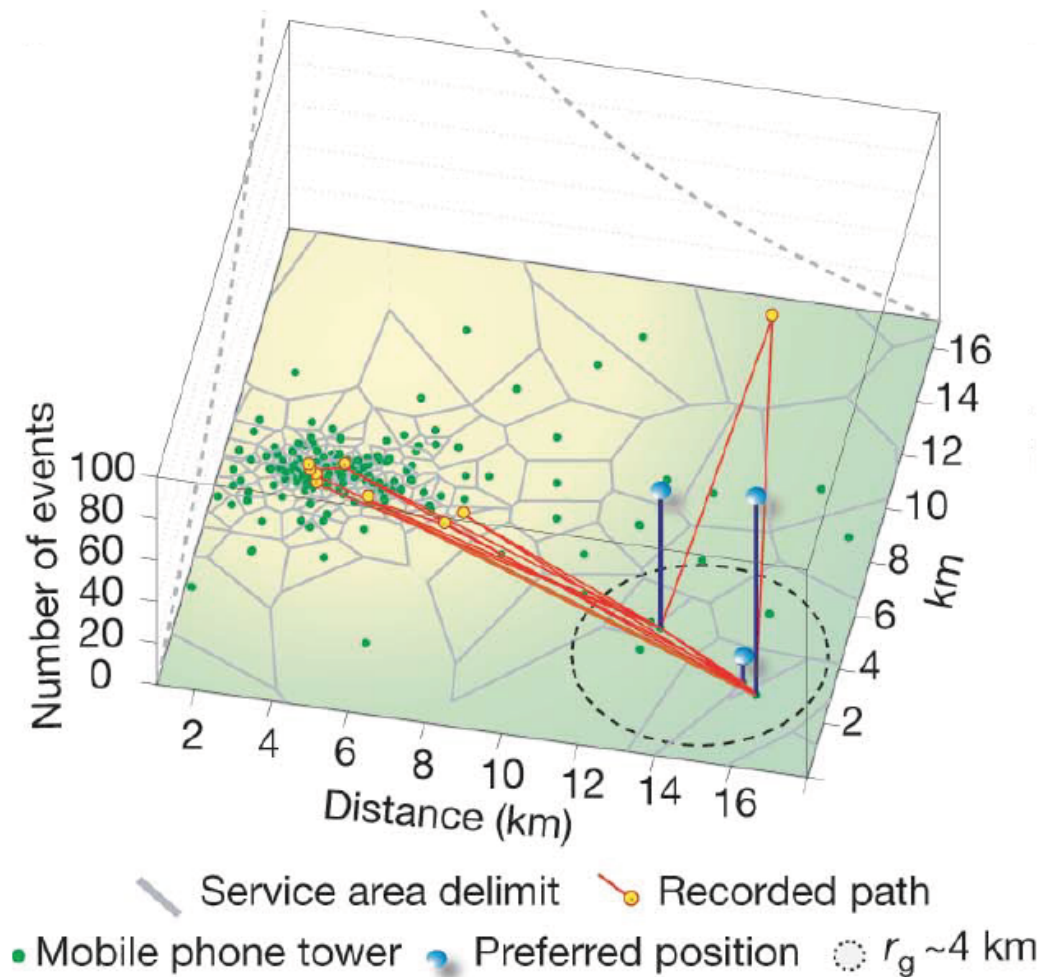 Number of events
100
80
60
40
20
0
2
4
6
8
10
12
14
16
Distance (km)
16
14
12
10
8
6
4
2
km
Service area delimit
Recorded path
Mobile phone tower
Preferred position
rg ~4 km